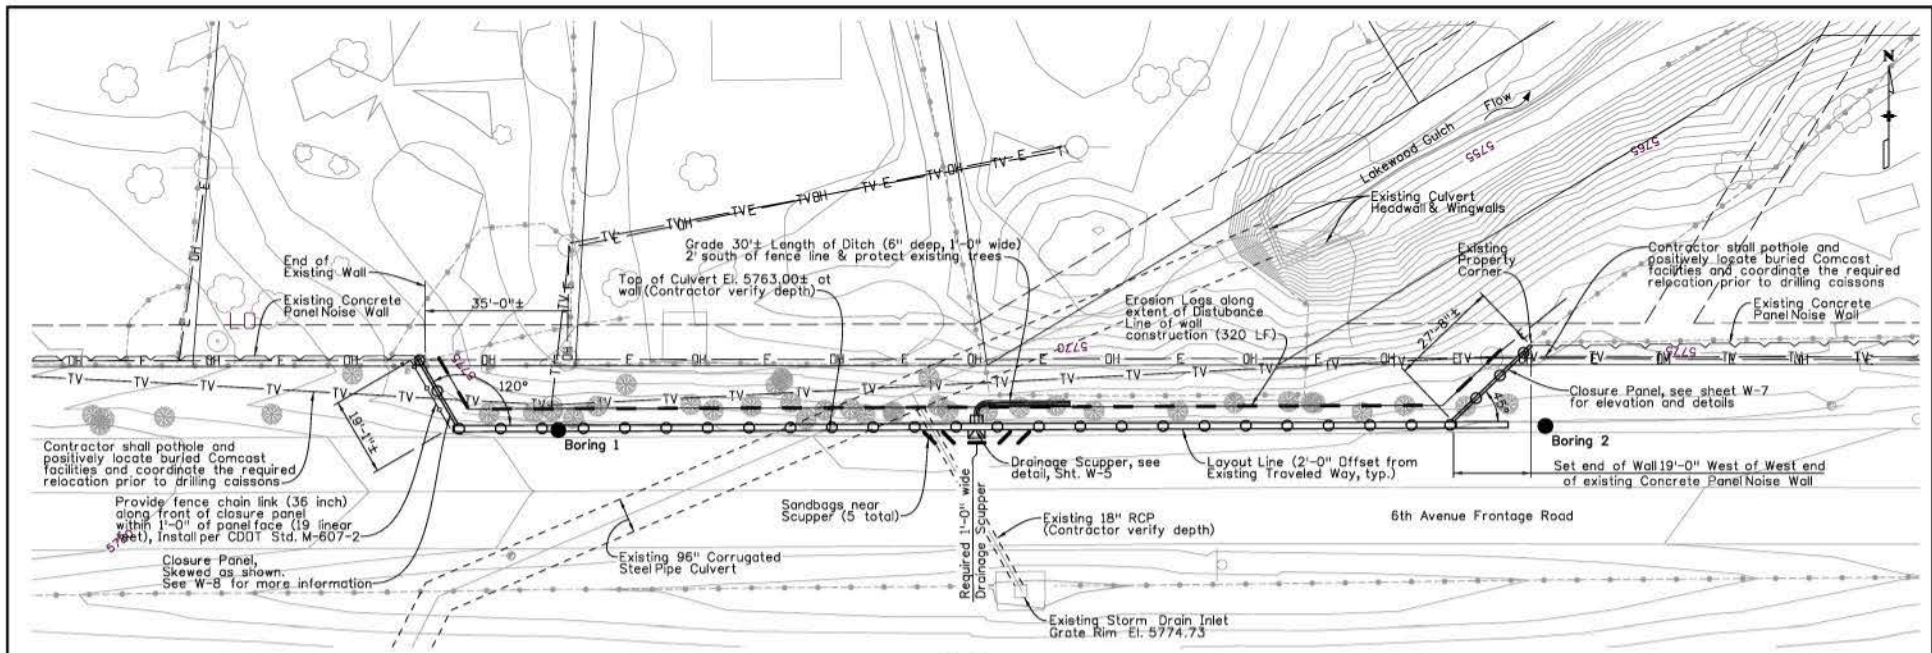 N
Flow
Lakewood Gulch
5755
5765
Existing Culvert
Headwall & Wingwalls
Grade 30'± Length of Ditch (6" deep, 1'-0" wide)
2' south of fence line & protect existing trees
Top of Culvert El. 5763.00± at
wall (Contractor verify depth)
End of
Existing Wall
Existing Concrete
Panel Noise Wall
35'-0"±
LO
Erosion Logs along
extent of Distubance
Line of wall
construction (320 LF)
Existing
Property
Corner
Contractor shall pothole and
positively locate buried Comcast
facilities and coordinate the required
relocation prior to drilling caissons
Existing Concrete
Panel Noise Wall
27'-8"±
5775
5770
120°
45°
19'-1"±
Closure Panel, see sheet W-7
for elevation and details
Boring 1
Boring 2
Contractor shall pothole and
positively locate buried Comcast
facilities and coordinate the required
relocation prior to drilling caissons
Provide fence chain link (36 inch)
along front of closure panel
within 1'-0" of panel face (19 linear
feet), Install per CDOT Std. M-607-2
Closure Panel,
Skewed as shown.
See W-8 for more information
Existing 96" Corrugated
Steel Pipe Culvert
Sandbags near
Scupper (5 total)
Required 1'-0" wide
Drainage Scupper
Drainage Scupper, see
detail, Sht. W-5
Layout Line (2'-0" Offset from
Existing Traveled Way, typ.)
Set end of Wall 19'-0" West of West end
of existing Concrete Panel Noise Wall
Existing 18" RCP
(Contractor verify depth)
6th Avenue Frontage Road
Existing Storm Drain Inlet
Grate Rim El. 5774.73